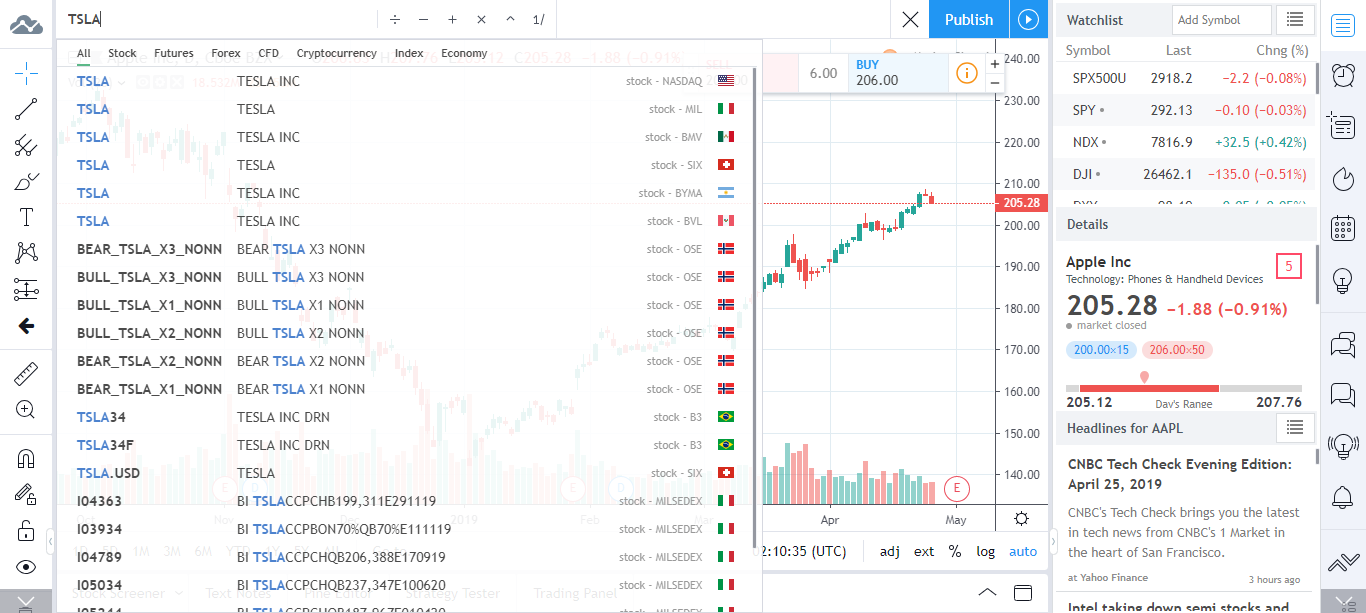 TSLA ÷ − + × ^ 1/
Publish
All Stock Futures Forex CFD Cryptocurrency Index Economy
TSLA TESLA INC stock - NASDAQ
TSLA TESLA stock - MIL
TSLA TESLA INC stock - BMV
TSLA TESLA stock - SIX
TSLA TESLA INC stock - BYMA
TSLA TESLA INC stock - BVL
BEAR_TSLA_X3_NONN BEAR TSLA X3 NONN stock - OSE
BULL_TSLA_X3_NONN BULL TSLA X3 NONN stock - OSE
BULL_TSLA_X1_NONN BULL TSLA X1 NONN stock - OSE
BULL_TSLA_X2_NONN BULL TSLA X2 NONN stock - OSE
BEAR_TSLA_X2_NONN BEAR TSLA X2 NONN stock - OSE
BEAR_TSLA_X1_NONN BEAR TSLA X1 NONN stock - OSE
TSLA34 TESLA INC DRN stock - B3
TSLA34F TESLA INC DRN stock - B3
TSLA.USD TESLA stock - SIX
I04363 BI TSLACCPCHB199,311E291119 stock - MILSEDEX
I03934 BI TSLACCPBON70%QB70%E111119 stock - MILSEDEX
I04789 BI TSLACCPCHQB206,388E170919 stock - MILSEDEX
I05034 BI TSLACCPCHQB237,347E100620 stock - MILSEDEX
Nov
2019
Feb
1M 3M 6M
Stock Screener Text Notes Pine Editor Strategy Tester Trading Panel
6.00
BUY
206.00
240.00
230.00
220.00
210.00
205.28
200.00
190.00
180.00
170.00
160.00
150.00
140.00
E
Apr May
2:10:35 (UTC) adj ext % log auto
Watchlist Add Symbol
Symbol Last Chng (%)
SPX500U 2918.2 −2.2 (−0.08%)
SPY 292.13 −0.10 (−0.03%)
NDX 7816.9 +32.5 (+0.42%)
DJI 26462.1 −135.0 (−0.51%)
Details
Apple Inc 5
Technology: Phones & Handheld Devices
205.28 −1.88 (−0.91%)
market closed
200.00×15 206.00×50
205.12 Day's Range 207.76
Headlines for AAPL
CNBC Tech Check Evening Edition:
April 25, 2019
CNBC's Tech Check brings you the latest
in tech news from CNBC's 1 Market in
the heart of San Francisco.
at Yahoo Finance 3 hours ago
Intel taking down semi stocks and